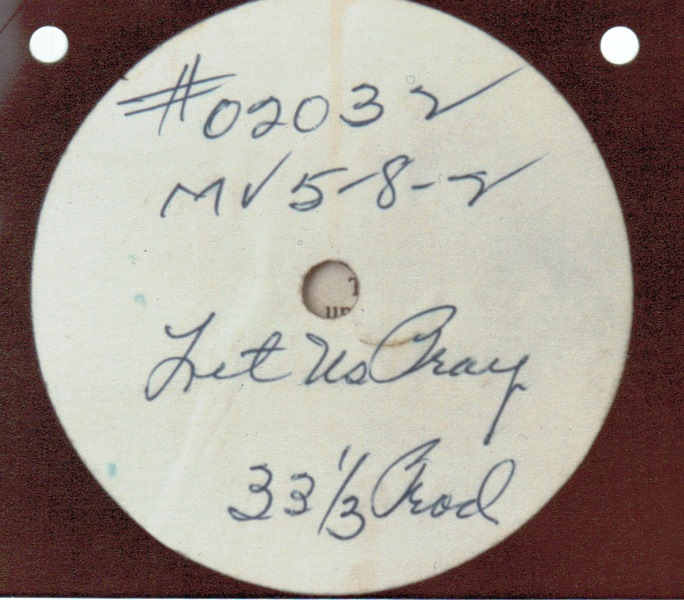 #02032
MV5-8-2
Let Us Pray
33 1/3 Prod